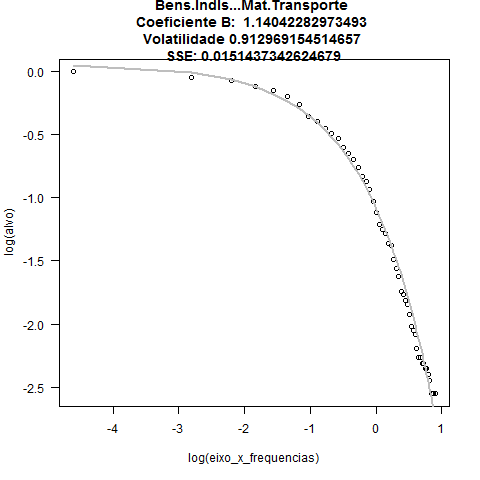 Bens.Indis...Mat.Transporte
Coeficiente B:  1.14042282973493
Volatilidade 0.912969154514657
SSE: 0.0151437342624679
0.0
-0.5
-1.0
-1.5
-2.0
-2.5
log(alvo)
-4 -3 -2 -1 0 1
log(eixo_x_frequencias)